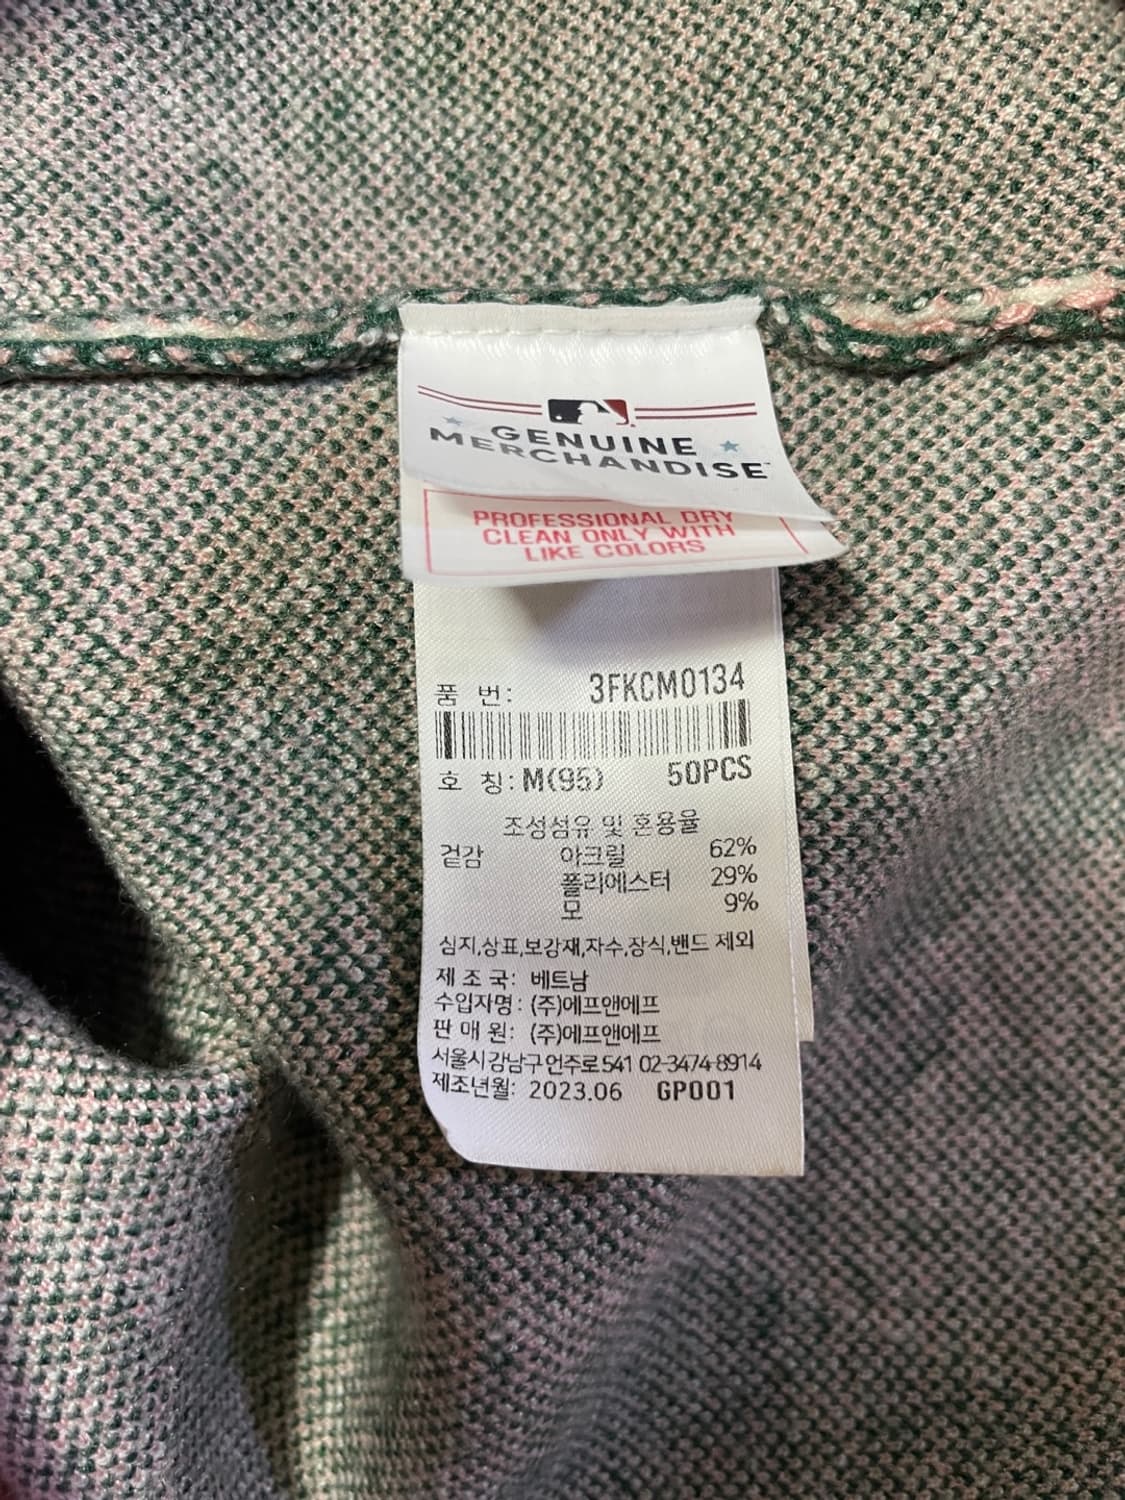 GENUINE
MERCHANDISE™
PROFESSIONAL DRY
CLEAN ONLY WITH
LIKE COLORS
품 번: 3FKCM0134
호 칭: M(95) 50PCS
조성섬유 및 혼용율
겉감 아크릴 62%
폴리에스터 29%
모 9%
심지,상표,보강재,자수,장식,밴드 제외
제 조 국: 베트남
수입자명: (주)에프앤에프
판 매 원: (주)에프앤에프
서울시강남구언주로541 02-3474-8914
제조년월: 2023.06 GP001